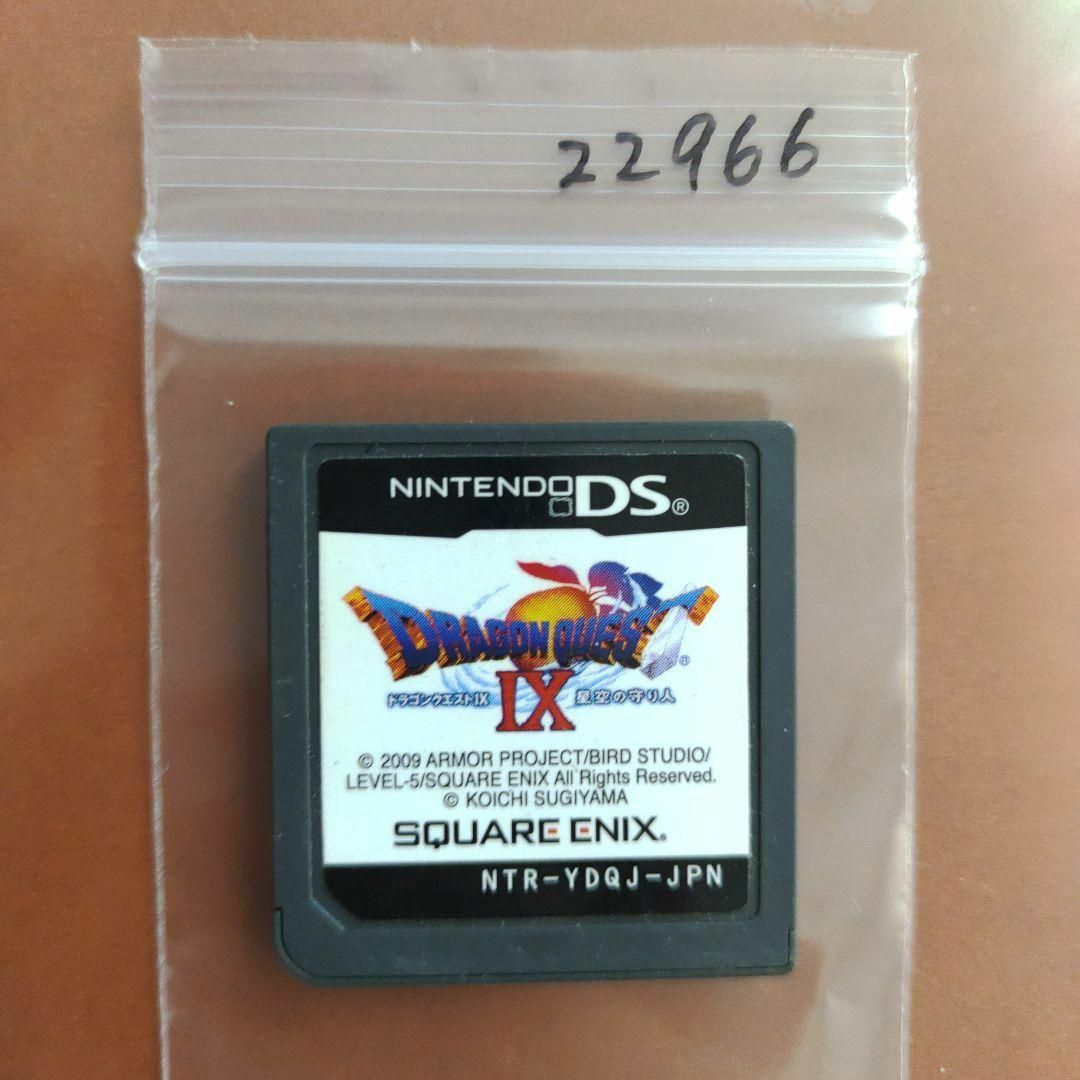 22966
NINTENDO DS®
DRAGON QUEST®
IX
ドラゴンクエストIX 星空の守り人
© 2009 ARMOR PROJECT/BIRD STUDIO/
LEVEL-5/SQUARE ENIX All Rights Reserved.
© KOICHI SUGIYAMA
SQUARE ENIX®
NTR-YDQJ-JPN